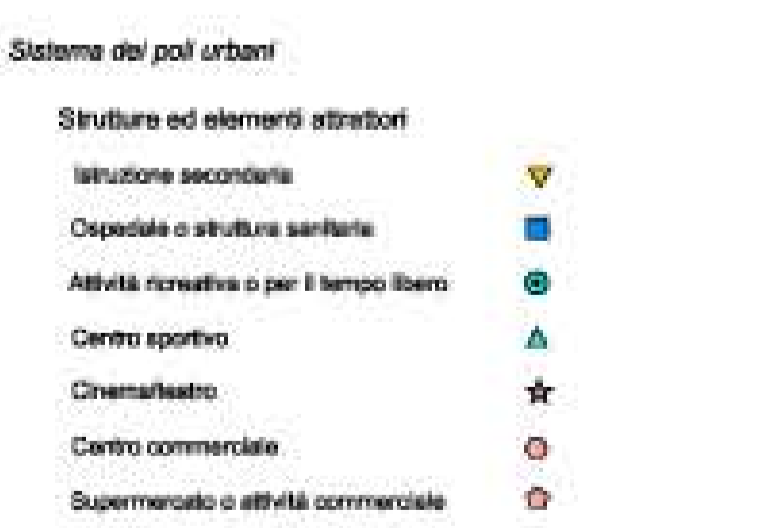 Sistema dei poli urbani
Strutture ed elementi attrattori
Istruzione secondaria
Ospedale o struttura sanitaria
Attività ricreativa o per il tempo libero
Centro sportivo
Cinema/teatro
Centro commerciale
Supermercato o attività commerciale